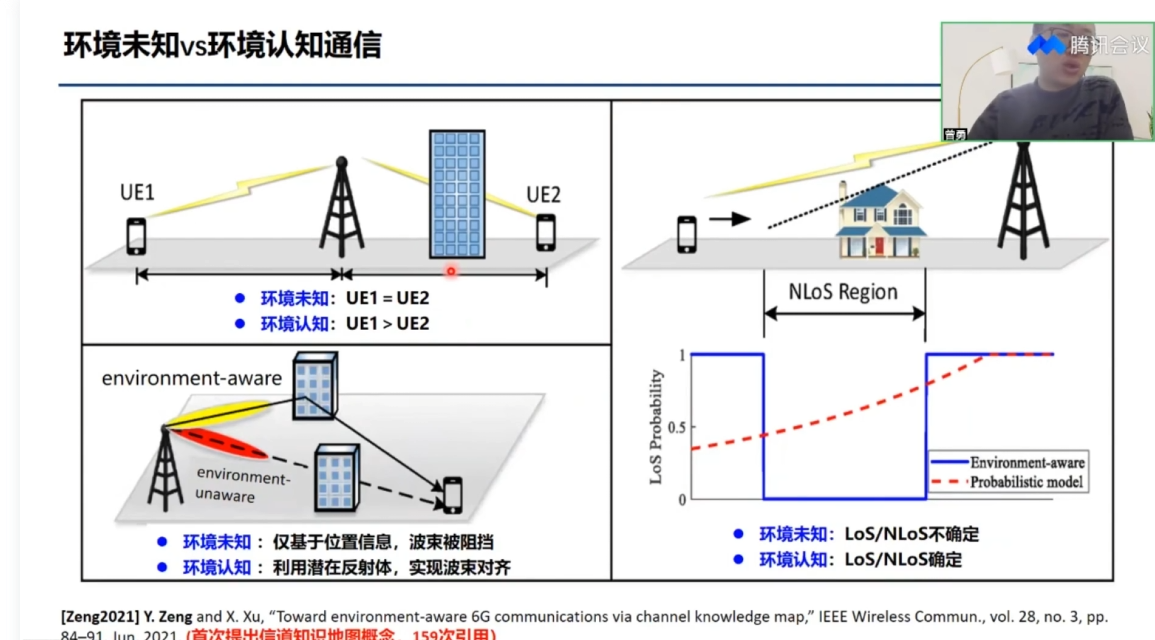 环境未知vs环境认知通信
腾讯会议
曾勇
UE1
UE2
环境未知：UE1 = UE2
环境认知：UE1 > UE2
environment-aware
environment-
unaware
环境未知 ：仅基于位置信息，波束被阻挡
环境认知 ：利用潜在反射体，实现波束对齐
NLoS Region
LoS Probability
1
0.5
0
Environment-aware
Probabilistic model
环境未知：LoS/NLoS不确定
环境认知：LoS/NLoS确定
[Zeng2021] Y. Zeng and X. Xu, “Toward environment-aware 6G communications via channel knowledge map,” IEEE Wireless Commun., vol. 28, no. 3, pp.
84–91, Jun. 2021. (首次提出信道知识地图概念，159次引用)